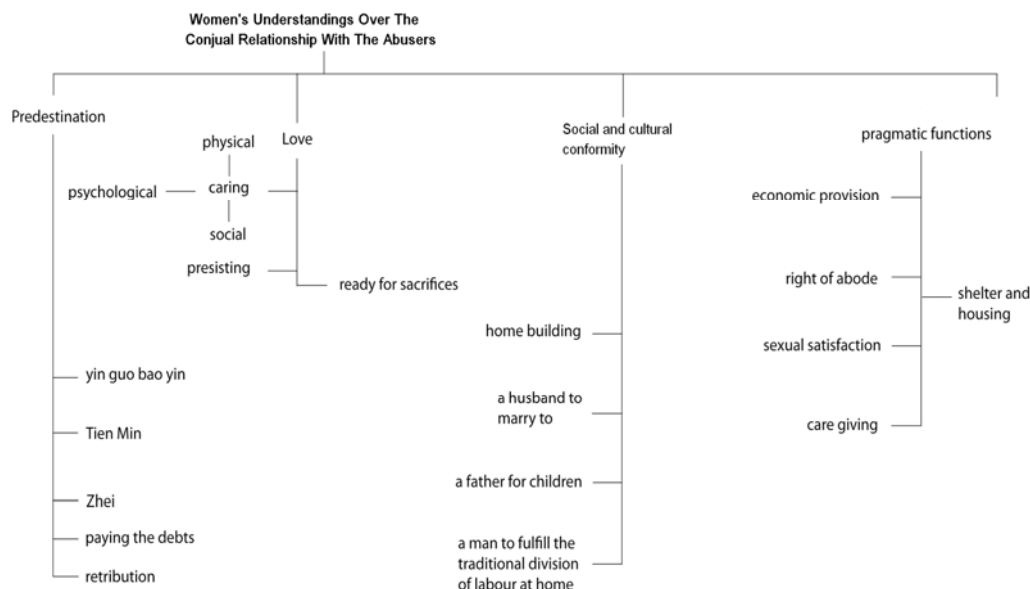 Women's Understandings Over The
Conjual Relationship With The Abusers
Predestination
yin guo bao yin
Tien Min
Zhei
paying the debts
retribution
Love
physical
psychological
caring
social
presisting
ready for sacrifices
Social and cultural
conformity
home building
a husband to
marry to
a father for children
a man to fulfill the
traditional division
of labour at home
pragmatic functions
economic provision
right of abode
shelter and
housing
sexual satisfaction
care giving